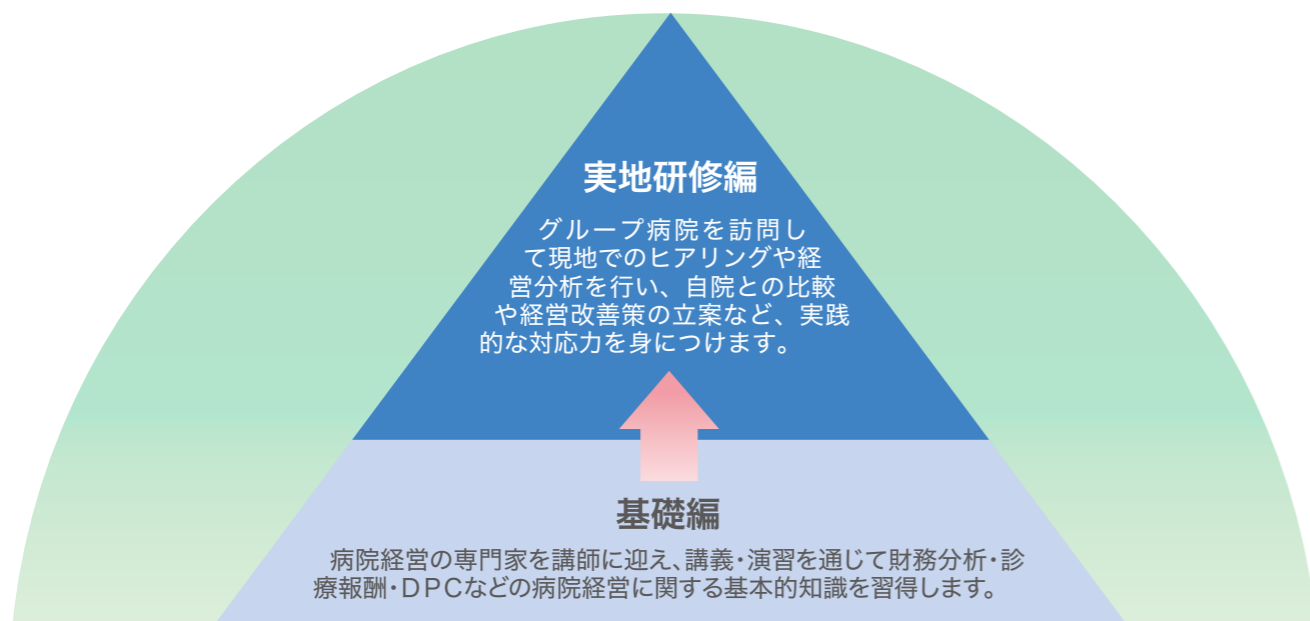 実地研修編
グループ病院を訪問し
て現地でのヒアリングや経
営分析を行い、自院との比較
や経営改善策の立案など、実践
的な対応力を身につけます。
基礎編
病院経営の専門家を講師に迎え、講義・演習を通じて財務分析・診
療報酬・DPCなどの病院経営に関する基本的知識を習得します。